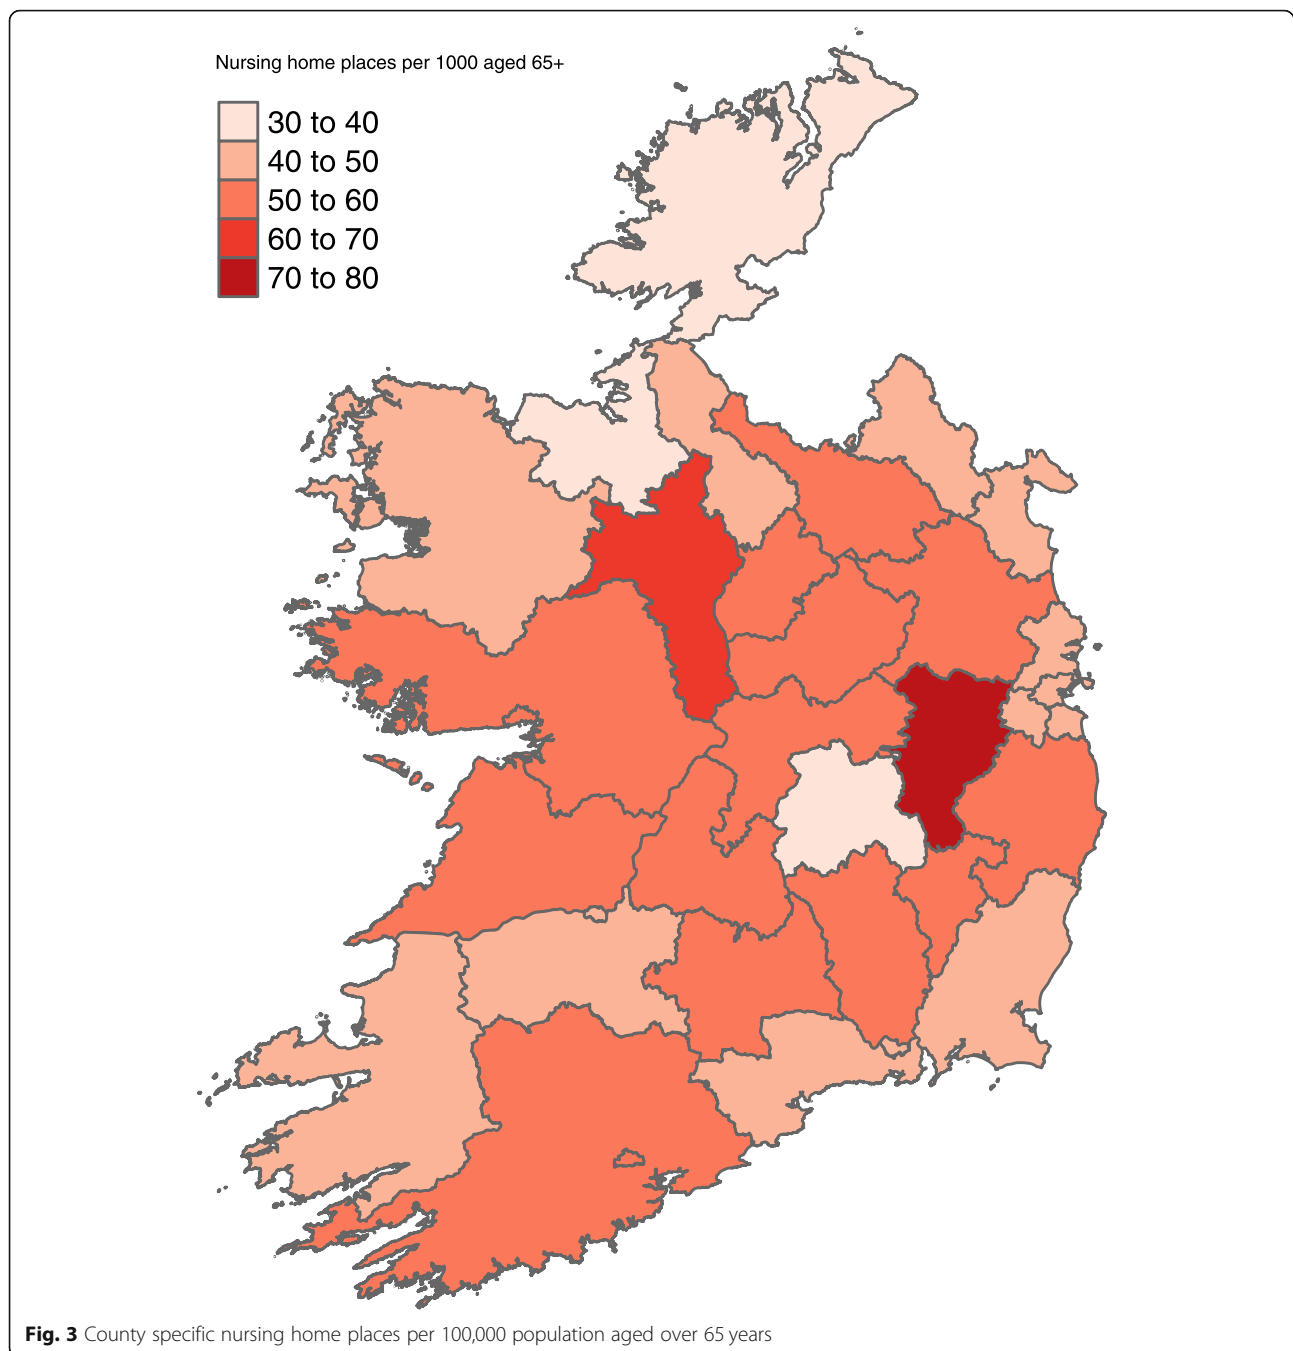 Nursing home places per 1000 aged 65+
30 to 40
40 to 50
50 to 60
60 to 70
70 to 80
Fig. 3 County specific nursing home places per 100,000 population aged over 65 years